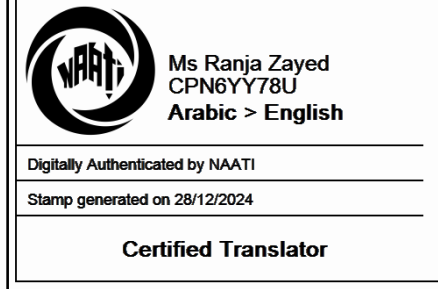 NAATI
Ms Ranja Zayed
CPN6YY78U
Arabic > English
Digitally Authenticated by NAATI
Stamp generated on 28/12/2024
Certified Translator